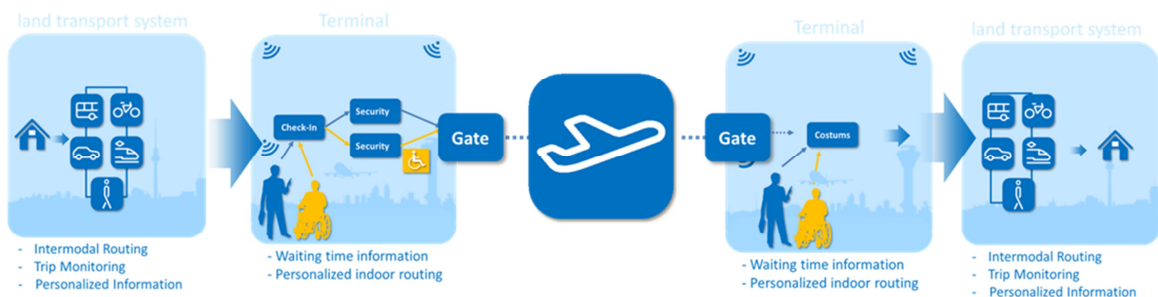 land transport system
Terminal
Terminal
land transport system
Check-In
Security
Security
Gate
Gate
Costums
- Intermodal Routing
- Trip Monitoring
- Personalized Information
- Waiting time information
- Personalized indoor routing
- Waiting time information
- Personalized indoor routing
- Intermodal Routing
- Trip Monitoring
- Personalized Information